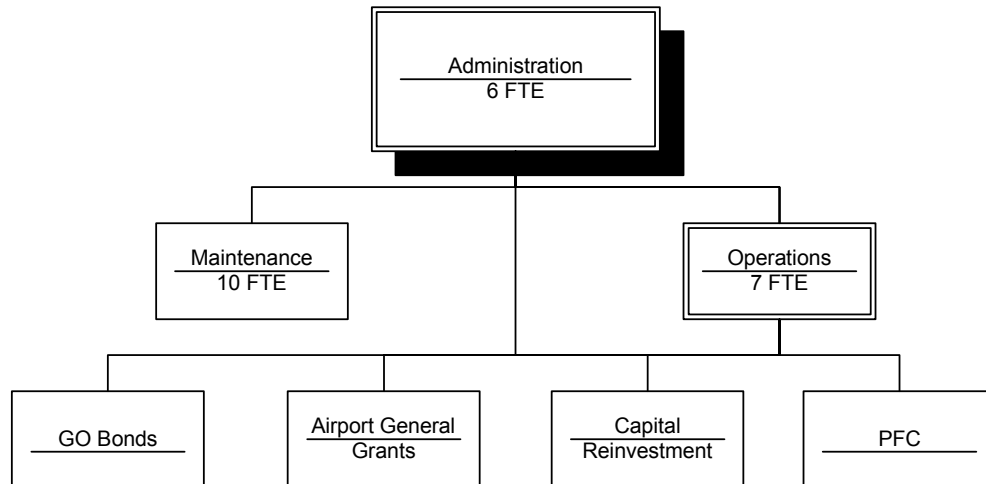 Administration
6 FTE
Maintenance
10 FTE
Operations
7 FTE
GO Bonds
Airport General
Grants
Capital
Reinvestment
PFC